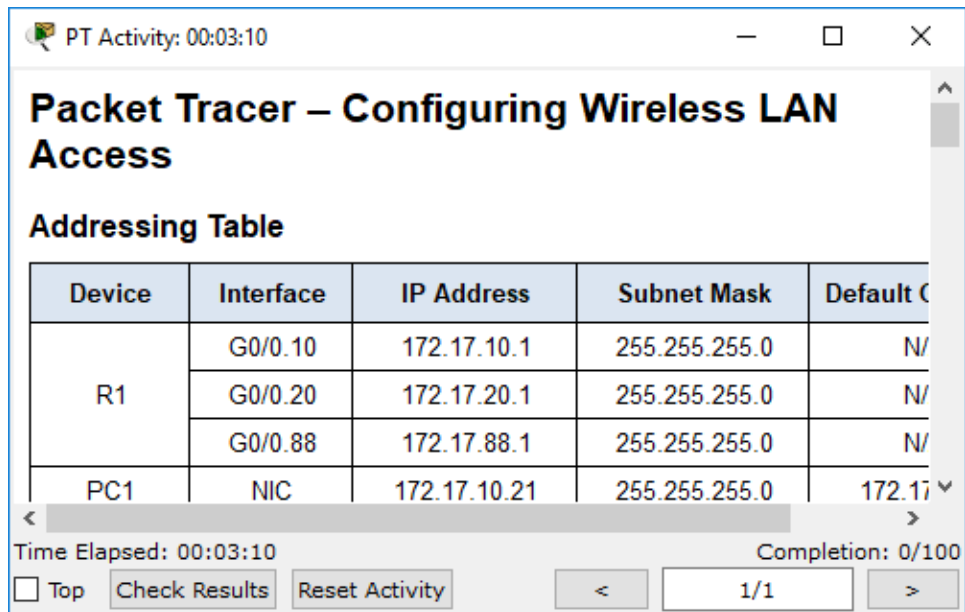 PT Activity: 00:03:10
Packet Tracer – Configuring Wireless LAN
Access
Addressing Table
Device Interface IP Address Subnet Mask Default
G0/0.10 172.17.10.1 255.255.255.0 N/
R1 G0/0.20 172.17.20.1 255.255.255.0 N/
G0/0.88 172.17.88.1 255.255.255.0 N/
PC1 NIC 172.17.10.21 255.255.255.0 172.17
Time Elapsed: 00:03:10 Completion: 0/100
Top Check Results Reset Activity < 1/1 >